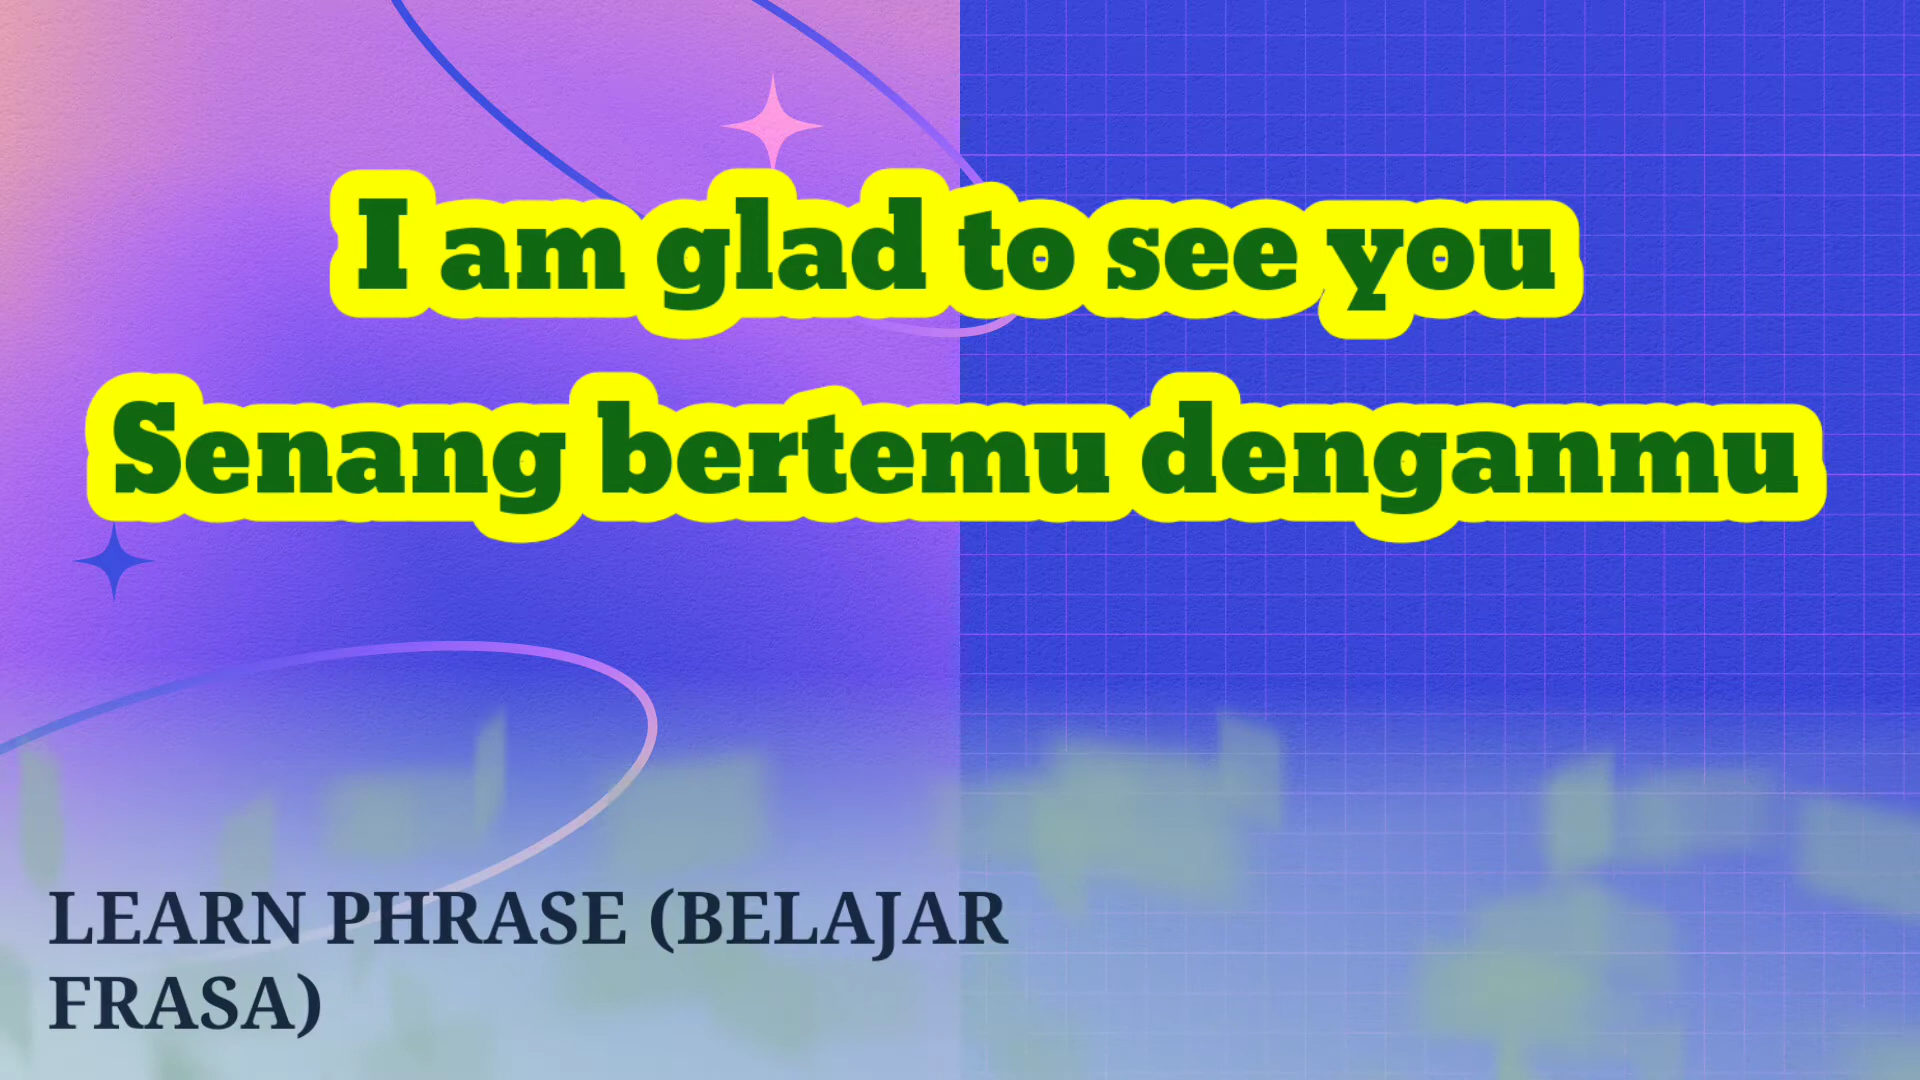 I am glad to see you
Senang bertemu denganmu
LEARN PHRASE (BELAJAR
FRASA)